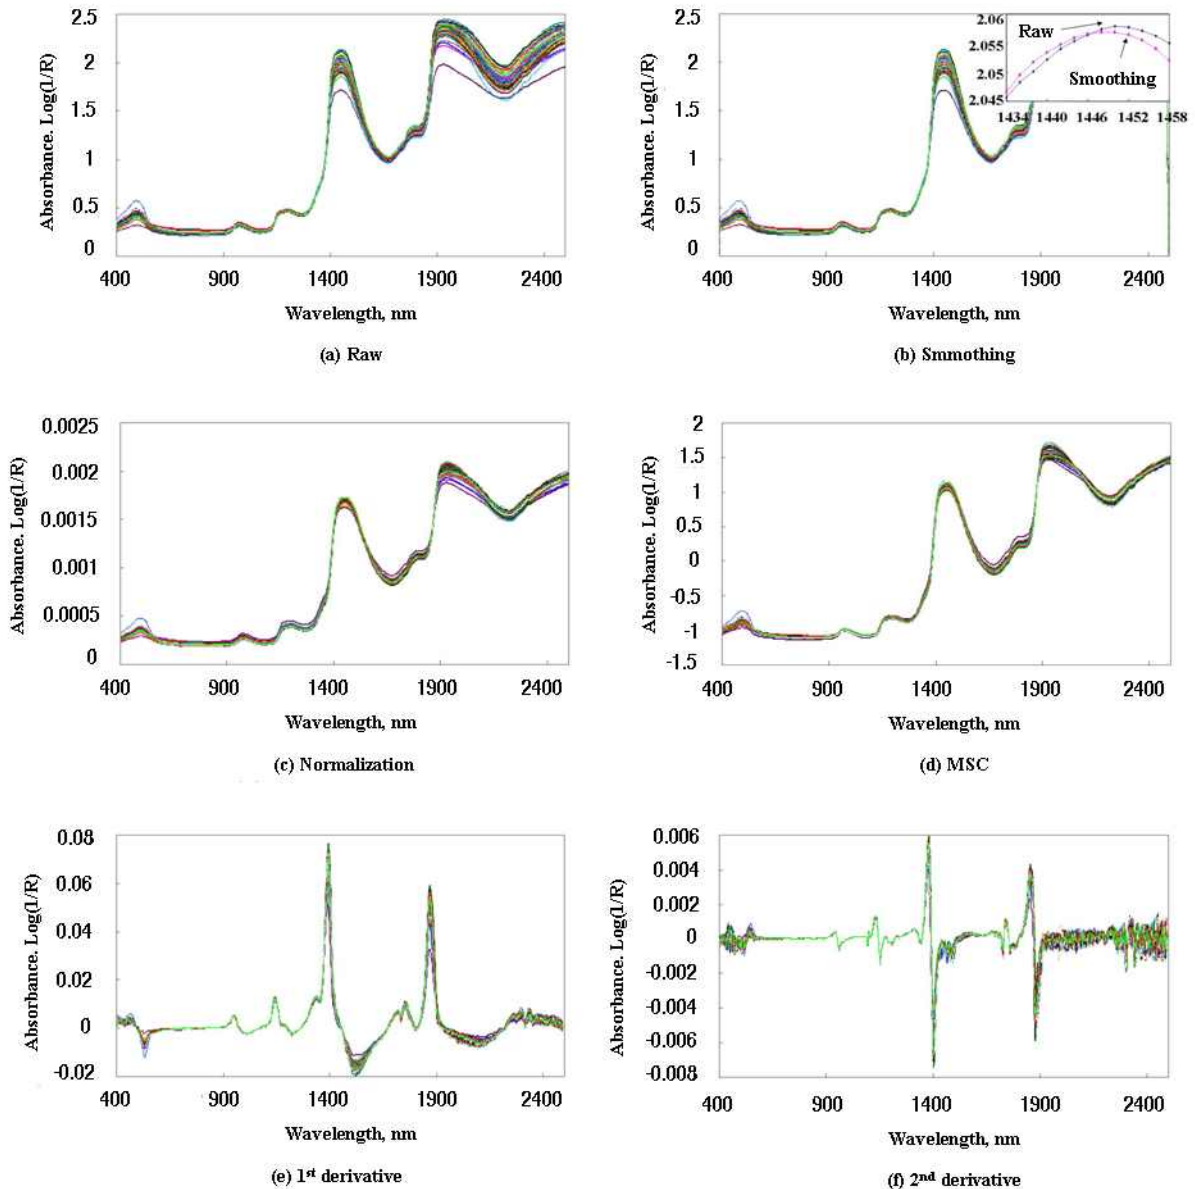 2.5
2
1.5
1
0.5
0
Absorbance. Log(1/R)
400 900 1400 1900 2400
Wavelength, nm
(a) Raw
2.5
2
1.5
1
0.5
0
Absorbance. Log(1/R)
400 900 1400 1900 2400
Wavelength, nm
(b) Smmothing
2.06
2.055
2.05
2.045
Raw
Smoothing
1434 1440 1446 1452 1458
0.0025
0.002
0.0015
0.001
0.0005
0
Absorbance. Log(1/R)
400 900 1400 1900 2400
Wavelength, nm
(c) Normalization
2
1.5
1
0.5
0
-0.5
-1
-1.5
Absorbance. Log(1/R)
400 900 1400 1900 2400
Wavelength, nm
(d) MSC
0.08
0.06
0.04
0.02
0
-0.02
Absorbance. Log(1/R)
400 900 1400 1900 2400
Wavelength, nm
(e) 1st derivative
0.006
0.004
0.002
0
-0.002
-0.004
-0.006
-0.008
Absorbance. Log(1/R)
400 900 1400 1900 2400
Wavelength, nm
(f) 2nd derivative